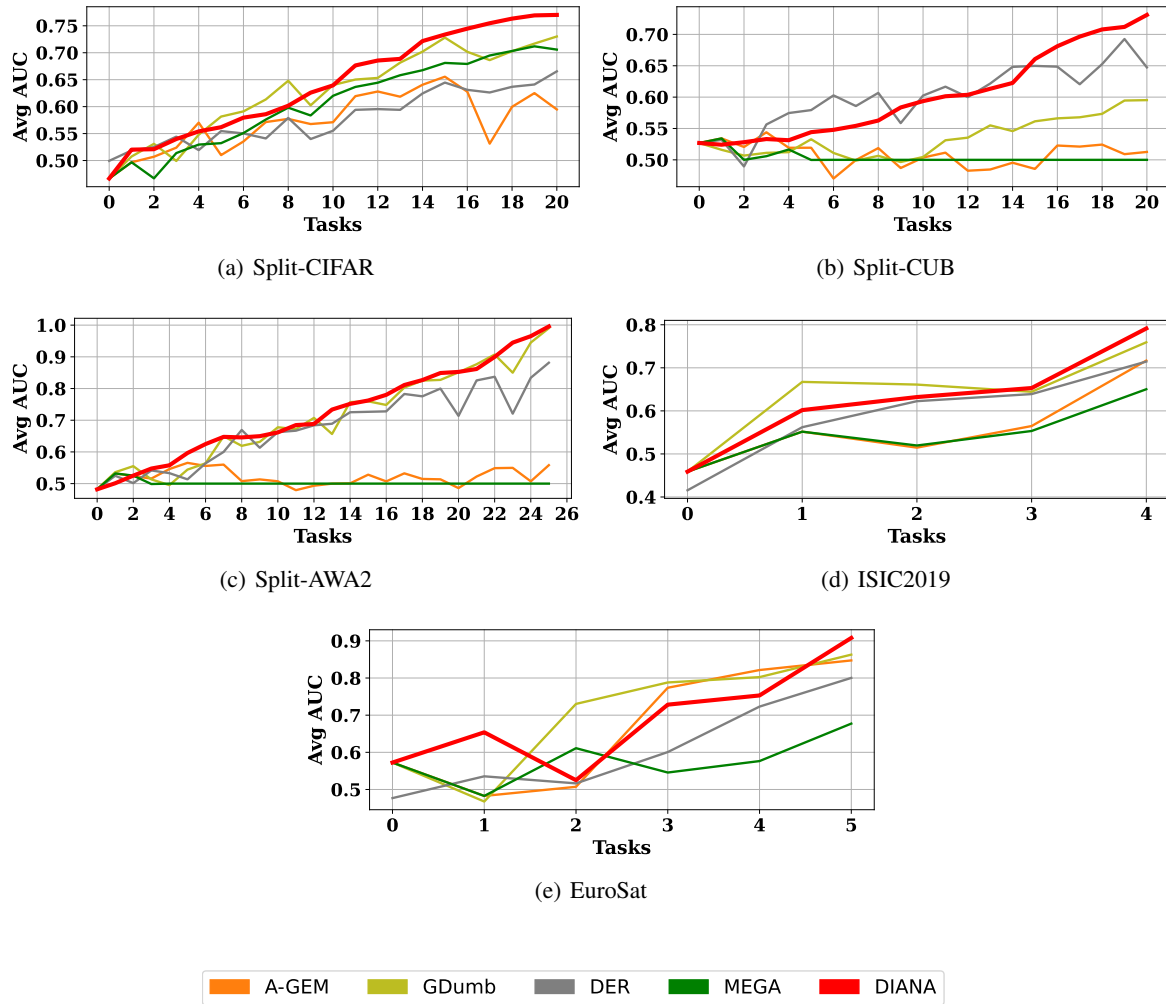 0.75
0.70
0.65
0.60
0.55
0.50
Avg AUC
0 2 4 6 8 10 12 14 16 18 20
Tasks
(a) Split-CIFAR
0.70
0.65
0.60
0.55
0.50
Avg AUC
0 2 4 6 8 10 12 14 16 18 20
Tasks
(b) Split-CUB
1.0
0.9
0.8
0.7
0.6
0.5
Avg AUC
0 2 4 6 8 10 12 14 16 18 20 22 24 26
Tasks
(c) Split-AWA2
0.8
0.7
0.6
0.5
0.4
Avg AUC
0 1 2 3 4
Tasks
(d) ISIC2019
0.9
0.8
0.7
0.6
0.5
Avg AUC
0 1 2 3 4 5
Tasks
(e) EuroSat
A-GEM GDumb DER MEGA DIANA